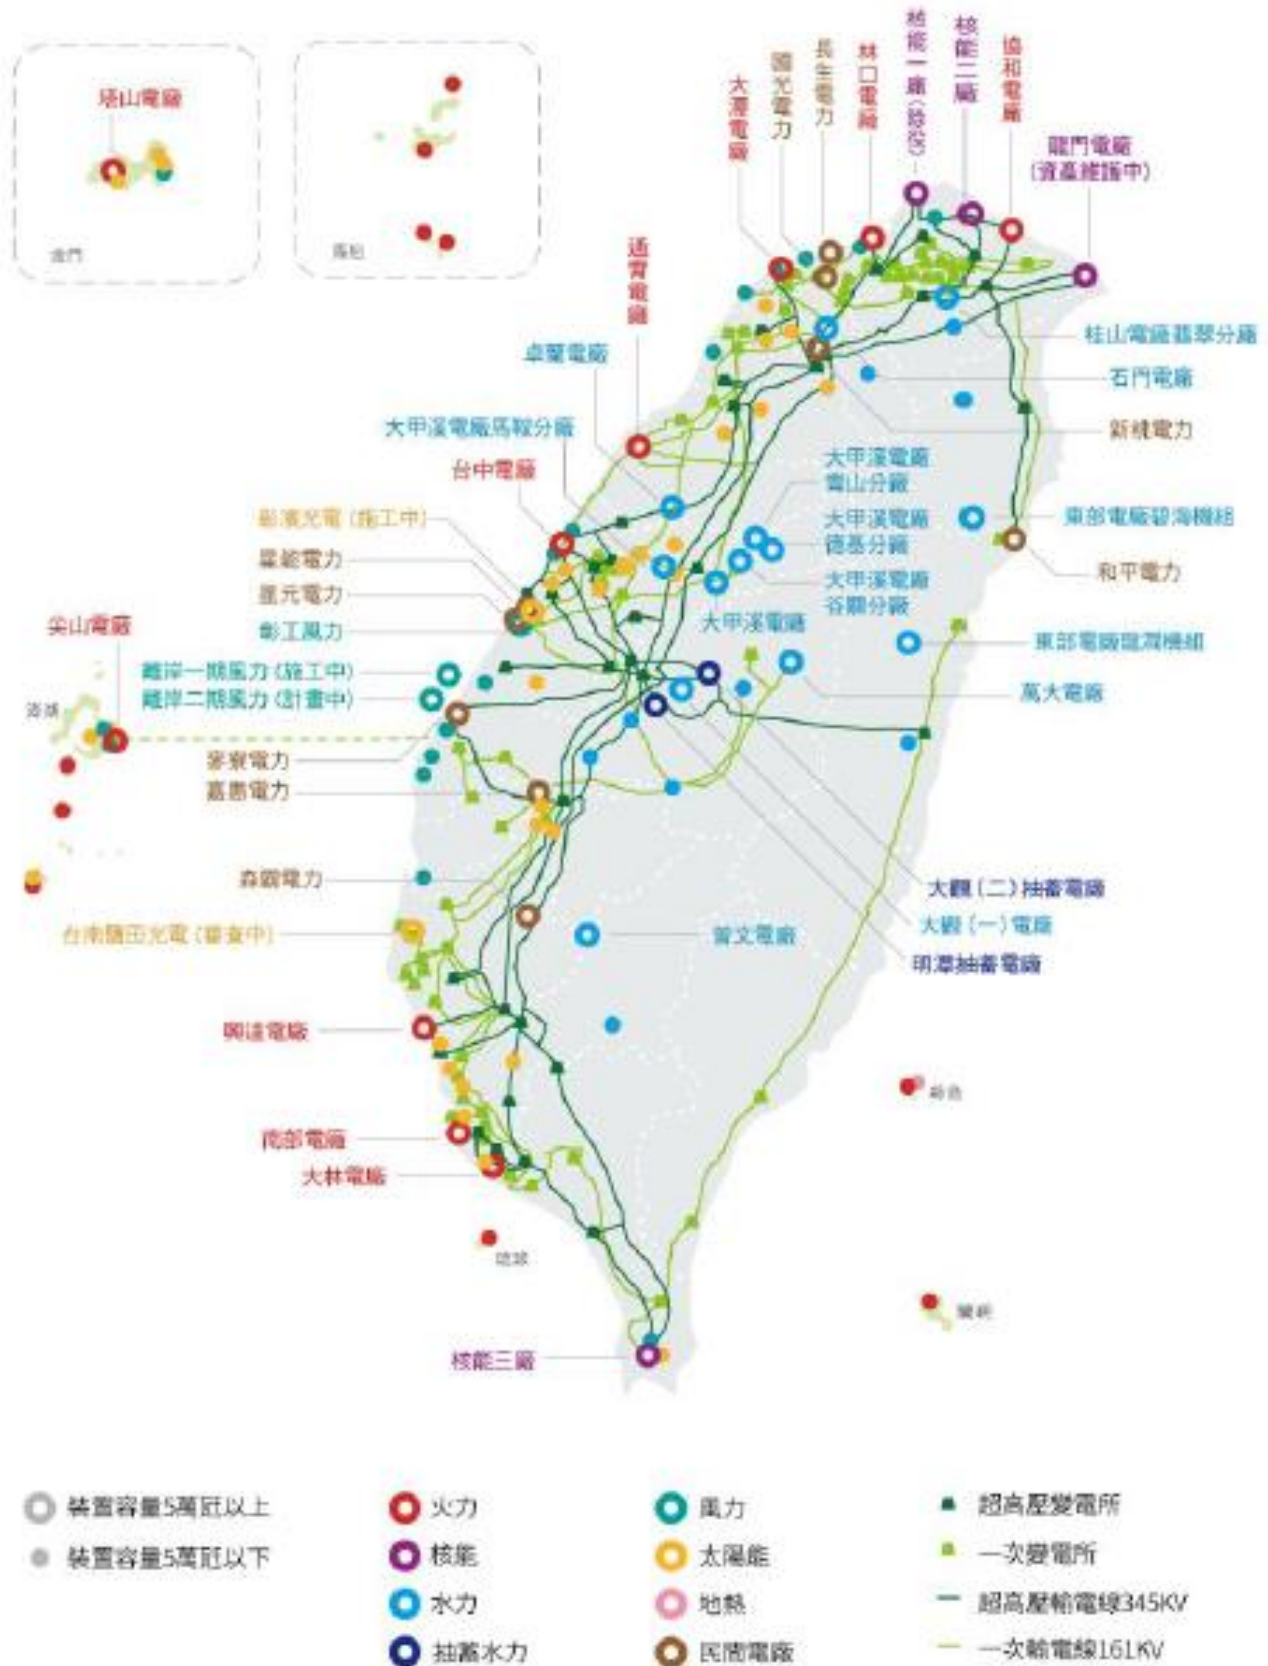 核能一廠(除役)
核能二廠
協和電廠
林口電廠
長生電力
國光電力
大潭電廠
龍門電廠
(資產維護中)
塔山電廠
金門
馬祖
通霄電廠
卓蘭電廠
大甲溪電廠馬鞍分廠
台中電廠
彰濱光電(施工中)
星能電力
星元電力
彰工風力
離岸一期風力(施工中)
離岸二期風力(計畫中)
尖山電廠
澎湖
麥寮電力
嘉惠電力
森霸電力
台南鹽田光電(審查中)
興達電廠
南部電廠
大林電廠
琉球
核能三廠
桂山電廠翡翠分廠
石門電廠
新桃電力
大甲溪電廠
青山分廠
大甲溪電廠
德基分廠
大甲溪電廠
谷關分廠
大甲溪電廠
東部電廠碧海機組
和平電力
東部電廠龍澗機組
萬大電廠
大觀(二)抽蓄電廠
大觀(一)電廠
明潭抽蓄電廠
曾文電廠
綠島
蘭嶼
裝置容量5萬瓩以上
裝置容量5萬瓩以下
火力
核能
水力
抽蓄水力
風力
太陽能
地熱
民間電廠
超高壓變電所
一次變電所
超高壓輸電線345KV
一次輸電線161KV